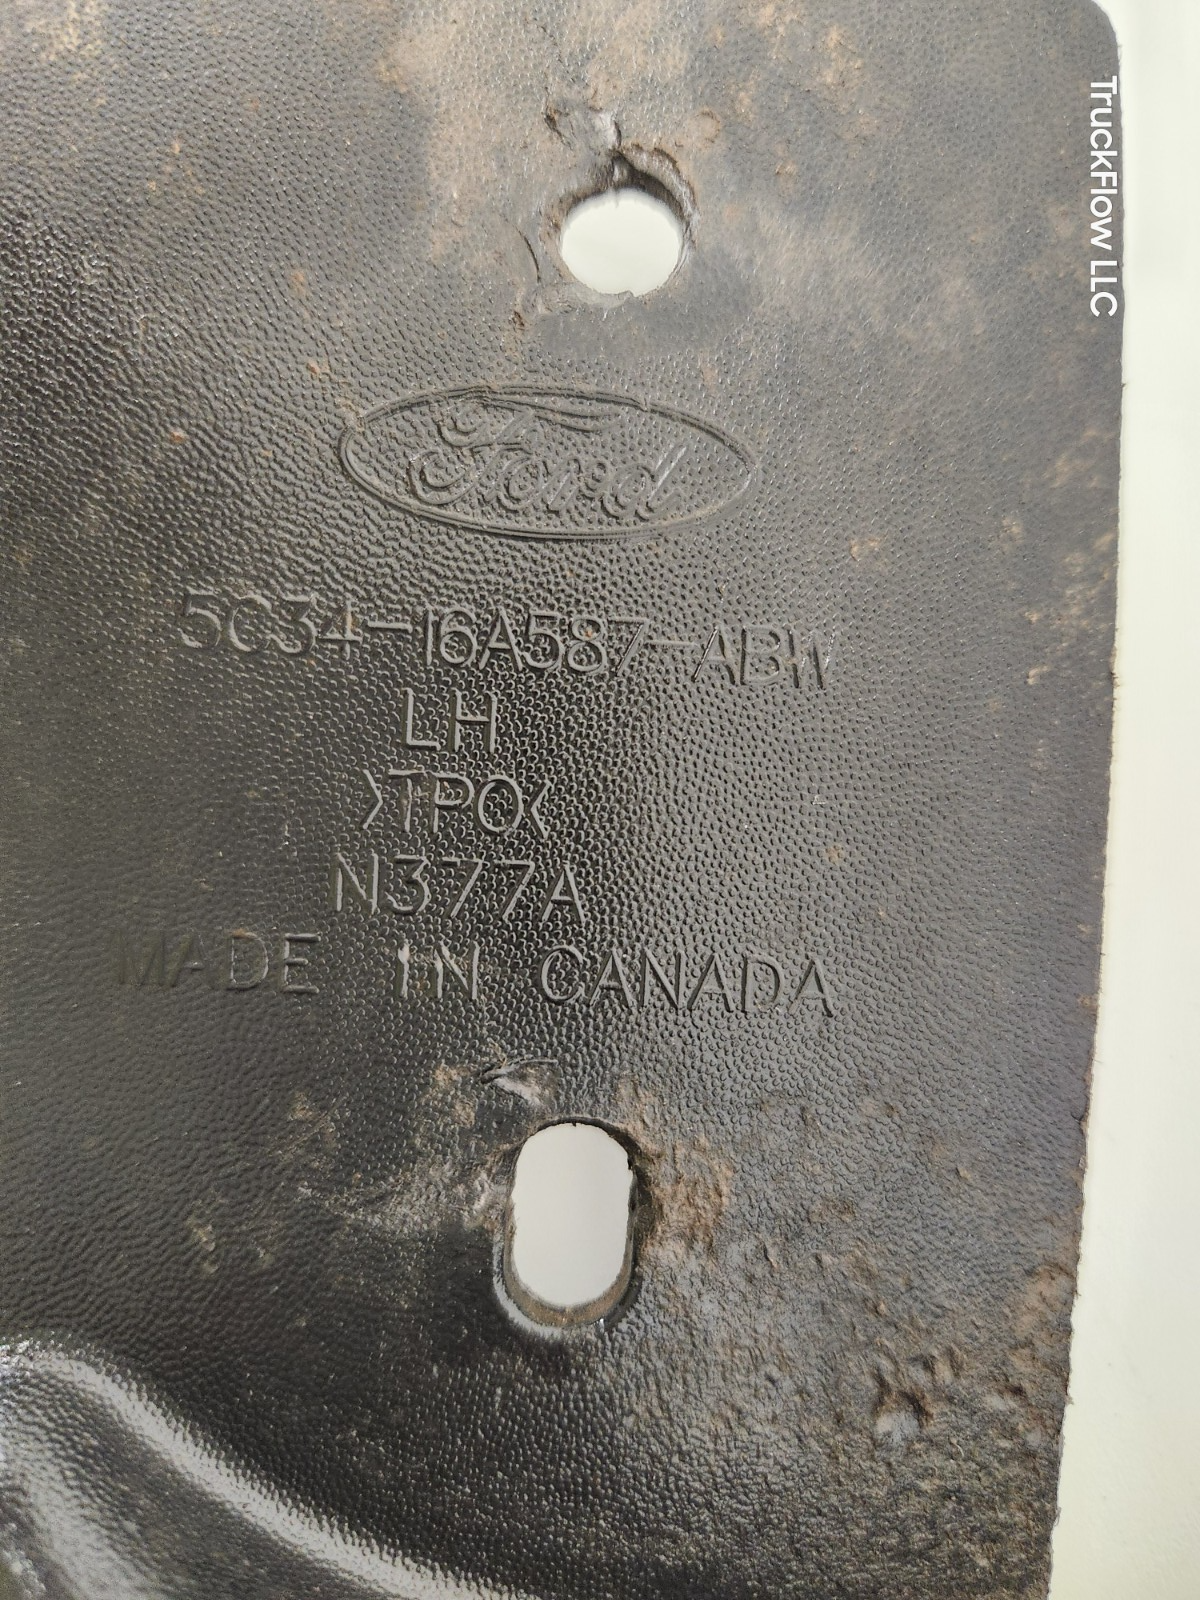 Ford
5C34-16A587-ABW
LH
>TPO<
N377A
MADE IN CANADA
TruckFlow LLC